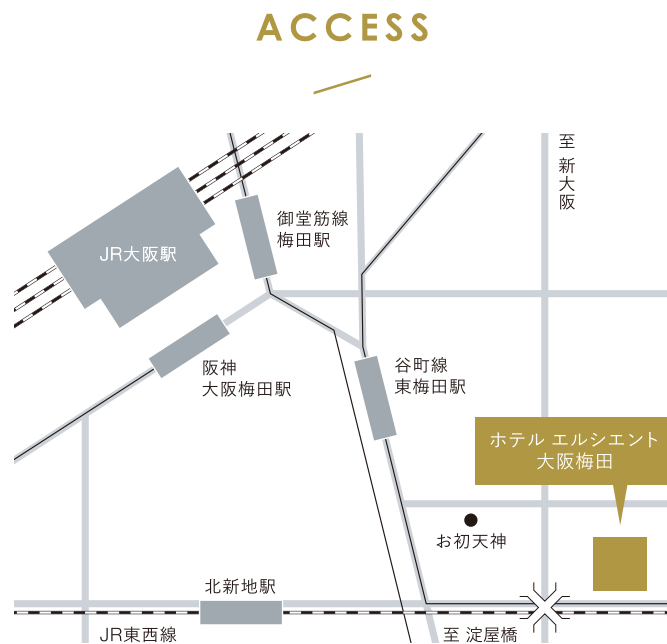 ACCESS
至 新大阪
御堂筋線
梅田駅
JR大阪駅
阪神
大阪梅田駅
谷町線
東梅田駅
ホテル エルシエント
大阪梅田
お初天神
北新地駅
JR東西線
至 淀屋橋